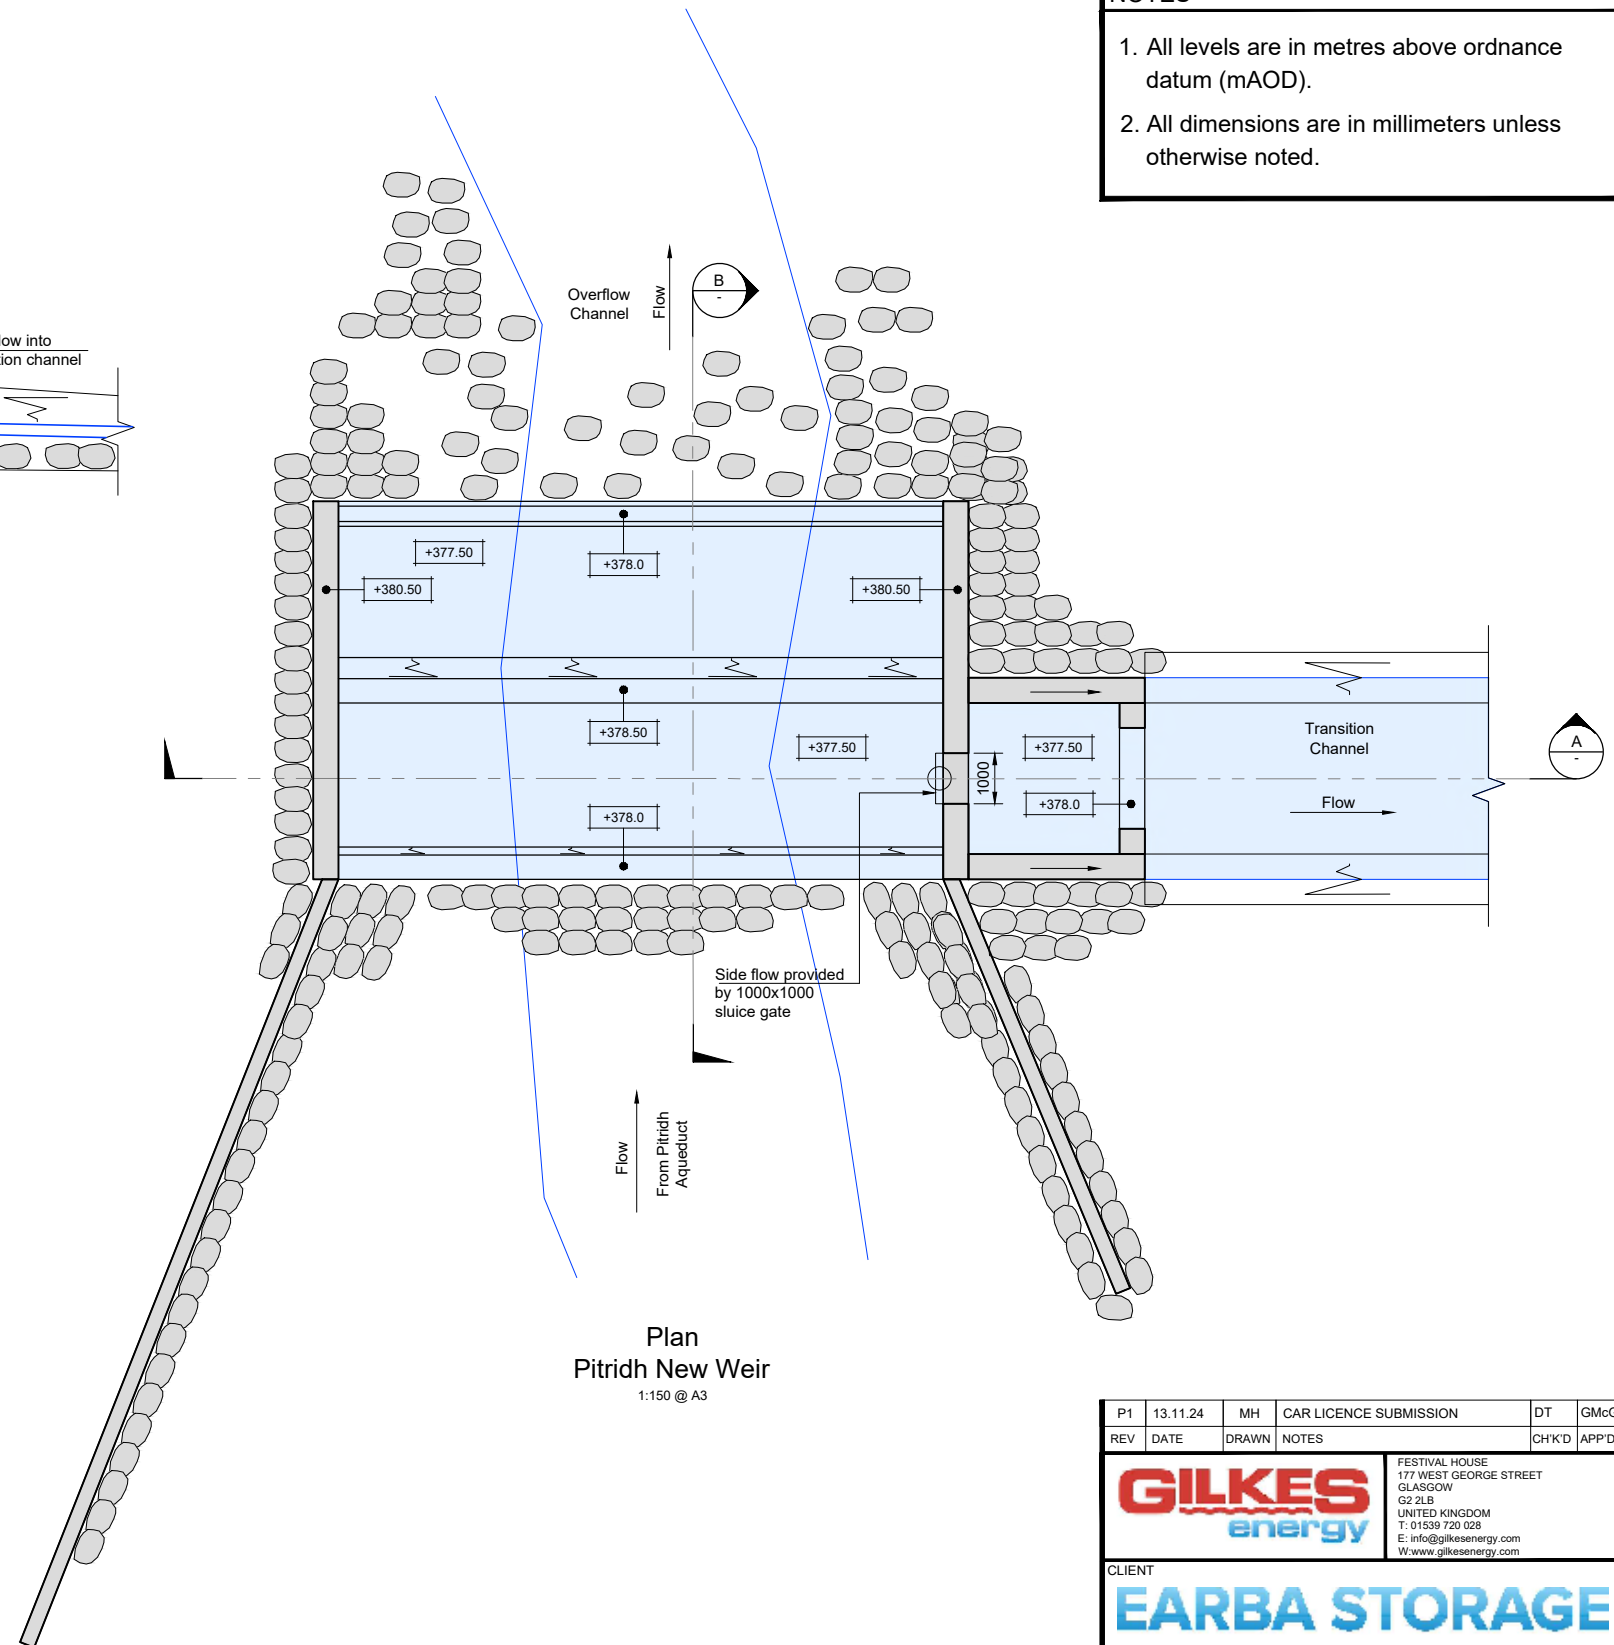 1. All levels are in metres above ordnance
datum (mAOD).
2. All dimensions are in millimeters unless
otherwise noted.
Overflow
Channel
Flow
B
-
low into
tion channel
+377.50
+378.0
+380.50
+380.50
+378.50
+377.50
+377.50
1000
+378.0
+378.0
Transition
Channel
Flow
A
-
Side flow provided
by 1000x1000
sluice gate
Flow
From Pitridh
Aqueduct
Plan
Pitridh New Weir
1:150 @ A3
P1 13.11.24 MH CAR LICENCE SUBMISSION DT GMcG
REV DATE DRAWN NOTES CH'K'D APP'D
GILKES
energy
FESTIVAL HOUSE
177 WEST GEORGE STREET
GLASGOW
G2 2LB
UNITED KINGDOM
T: 01539 720 028
E: info@gilkesenergy.com
W:www.gilkesenergy.com
CLIENT
EARBA STORAGE